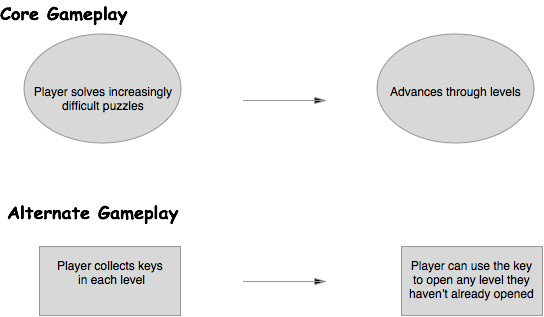 Core Gameplay
Player solves increasingly
difficult puzzles
Advances through levels
Alternate Gameplay
Player collects keys
in each level
Player can use the key
to open any level they
haven't already opened